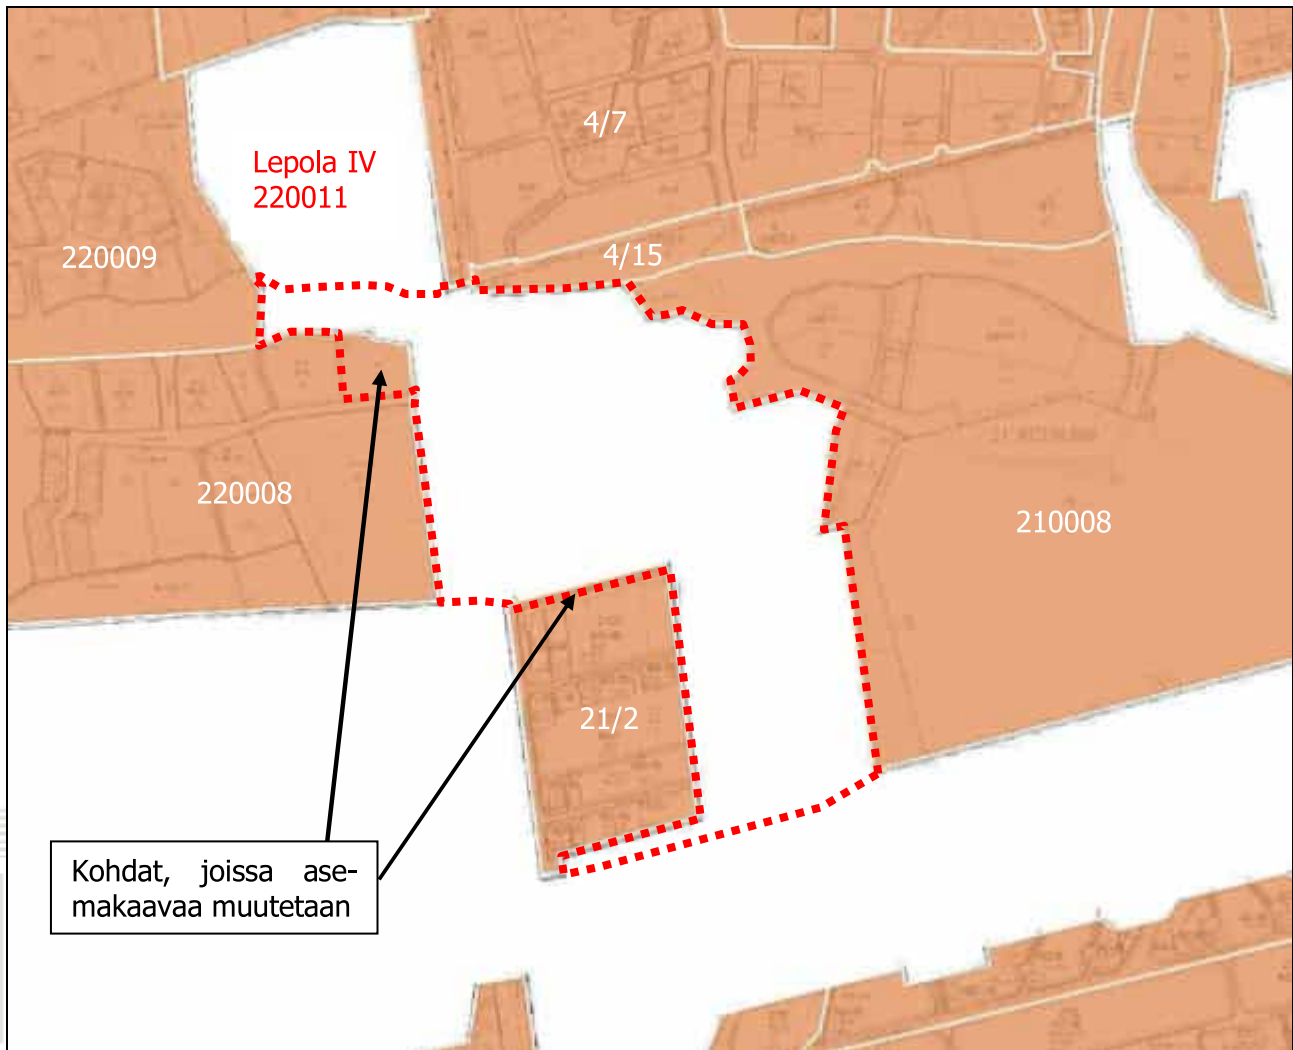 4/7
Lepola IV
220011
220009
4/15
220008
210008
21/2
Kohdat, joissa ase-
makaavaa muutetaan